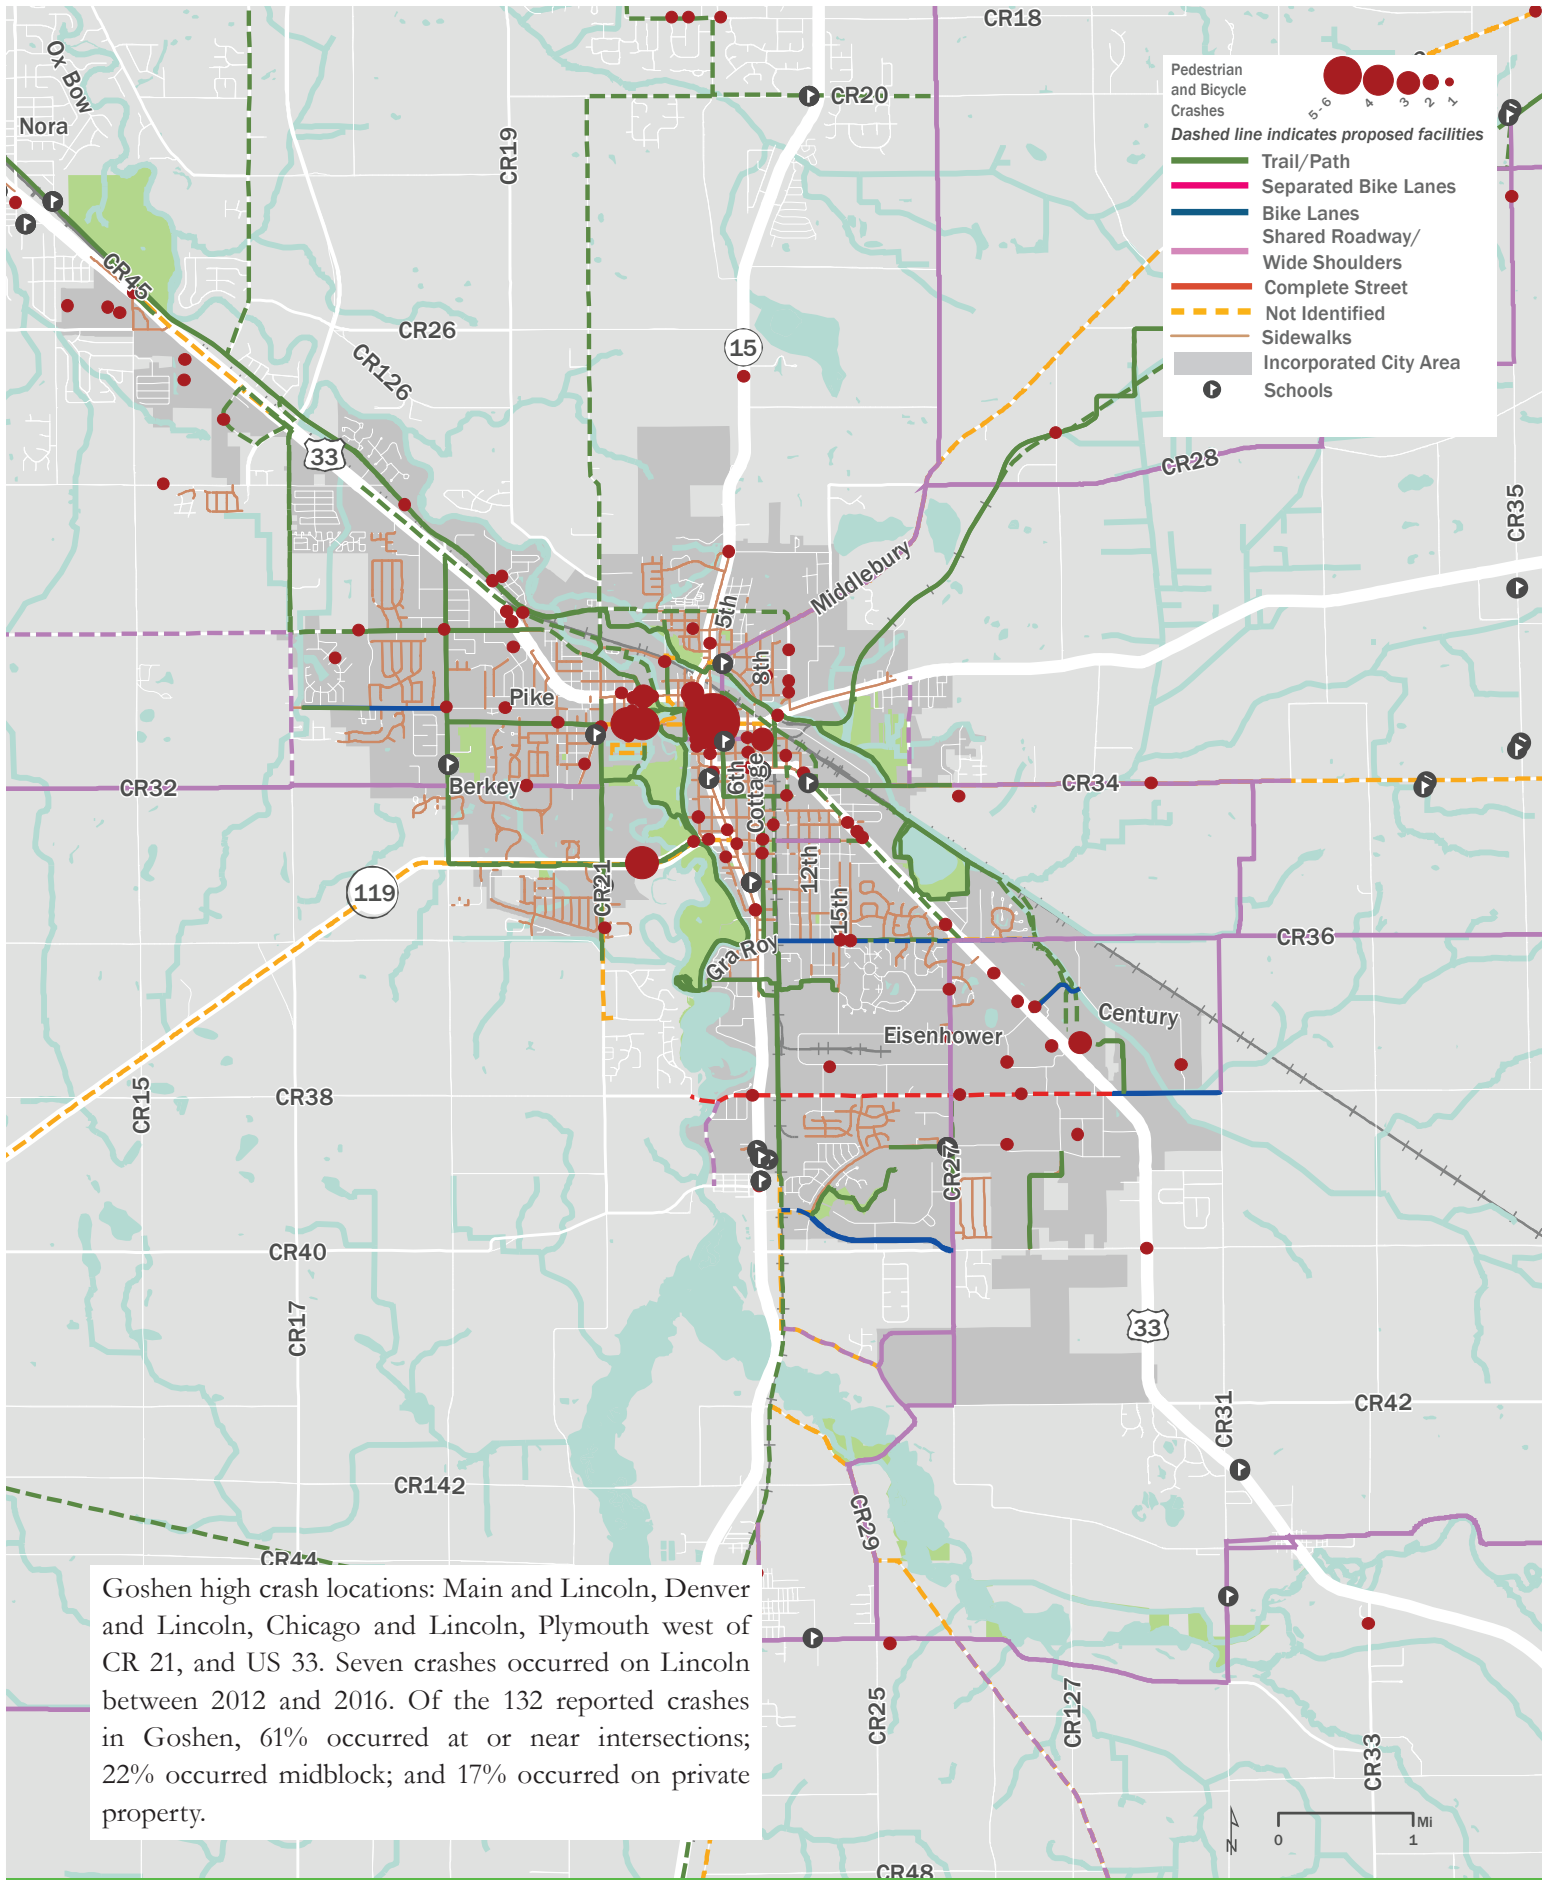 CR18
Ox Bow
Nora
CR20
CR19
Pedestrian
and Bicycle
Crashes
5 - 6
4
3
2
1
Dashed line indicates proposed facilities
Trail/Path
Separated Bike Lanes
Bike Lanes
Shared Roadway/
Wide Shoulders
Complete Street
Not Identified
Sidewalks
Incorporated City Area
Schools
CR45
CR26
CR126
15
33
CR28
CR35
Middlebury
5th
8th
Pike
CR32
Berkey
6th
Cottage
CR34
119
CR21
12th
15th
Gra Roy
CR36
Century
Eisenhower
CR15
CR38
CR27
CR40
CR17
33
CR31
CR42
CR142
CR29
CR44
Goshen high crash locations: Main and Lincoln, Denver
and Lincoln, Chicago and Lincoln, Plymouth west of
CR 21, and US 33. Seven crashes occurred on Lincoln
between 2012 and 2016. Of the 132 reported crashes
in Goshen, 61% occurred at or near intersections;
22% occurred midblock; and 17% occurred on private
property.
CR25
CR127
CR33
N
Mi
0
1
CR48